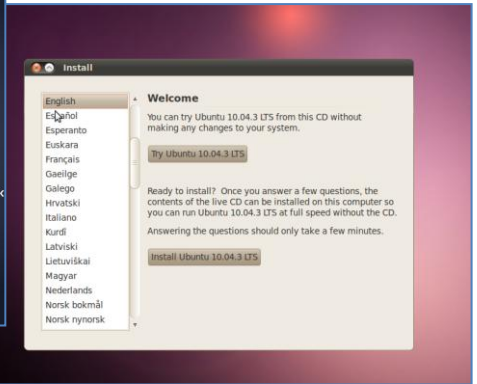 Install
English
Español
Esperanto
Euskara
Français
Gaeilge
Galego
Hrvatski
Italiano
Kurdî
Latviski
Lietuviškai
Magyar
Nederlands
Norsk bokmål
Norsk nynorsk
Welcome
You can try Ubuntu 10.04.3 LTS from this CD without
making any changes to your system.
Try Ubuntu 10.04.3 LTS
Ready to install? Once you answer a few questions, the
contents of the live CD can be installed on this computer so
you can run Ubuntu 10.04.3 LTS at full speed without the CD.
Answering the questions should only take a few minutes.
Install Ubuntu 10.04.3 LTS